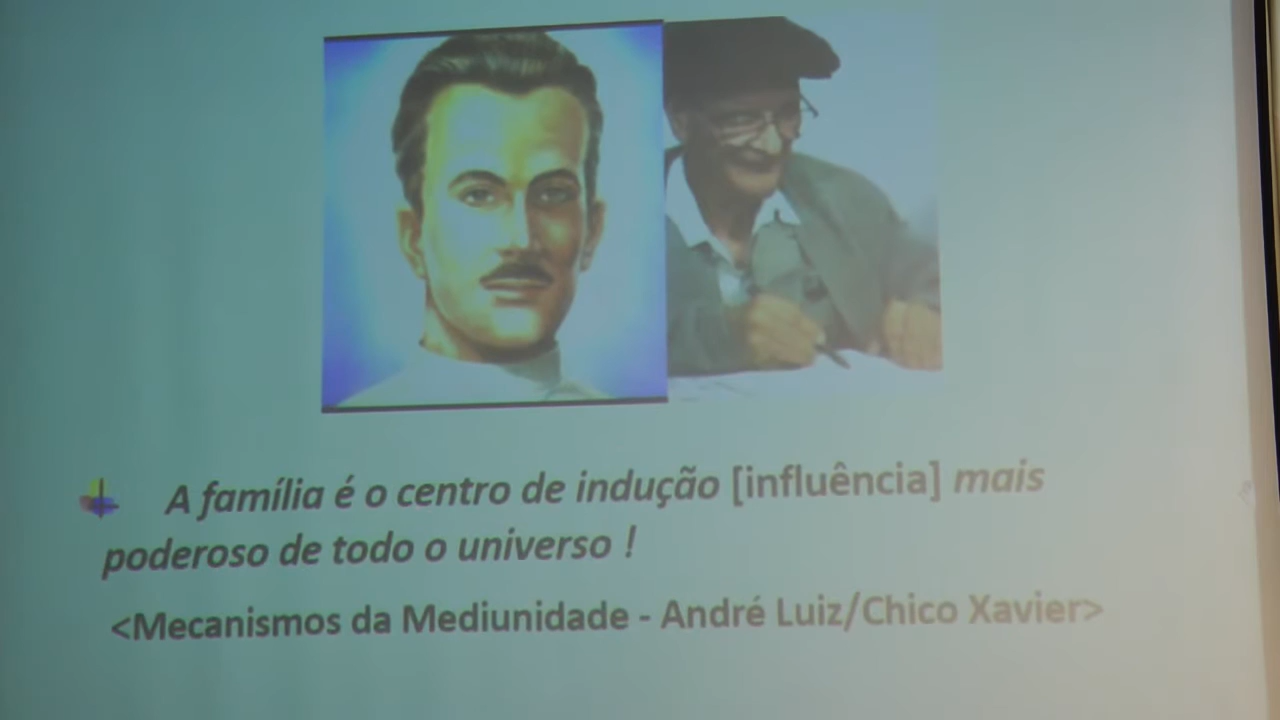 A família é o centro de indução [influência] mais
poderoso de todo o universo !
<Mecanismos da Mediunidade - André Luiz/Chico Xavier>